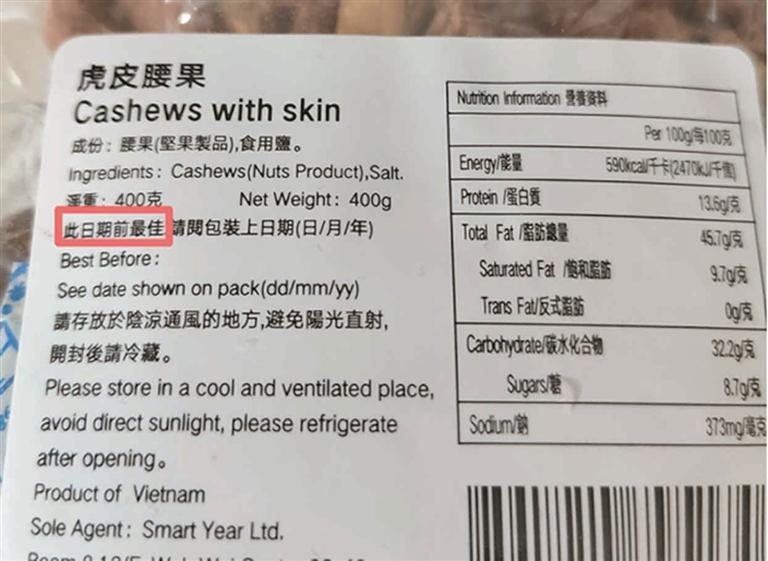 虎皮腰果
Cashews with skin
成份：腰果(堅果製品),食用鹽。
Ingredients: Cashews(Nuts Product),Salt.
淨重：400克 Net Weight: 400g
此日期前最佳 請閱包裝上日期(日/月/年)
Best Before:
See date shown on pack(dd/mm/yy)
請存放於陰涼通風的地方,避免陽光直射,
開封後請冷藏。
Please store in a cool and ventilated place,
avoid direct sunlight, please refrigerate
after opening。
Product of Vietnam
Sole Agent: Smart Year Ltd.
Nutrition Information 營養資料
Per 100g/每100克
Energy/能量 590kcal/千卡(2470kJ/千焦)
Protein /蛋白質 13.6g/克
Total Fat /脂肪總量 45.7g/克
Saturated Fat /飽和脂肪 9.7g/克
Trans Fat/反式脂肪 0g/克
Carbohydrate/碳水化合物 32.2g/克
Sugars/糖 8.7g/克
Sodium/鈉 373mg/毫克